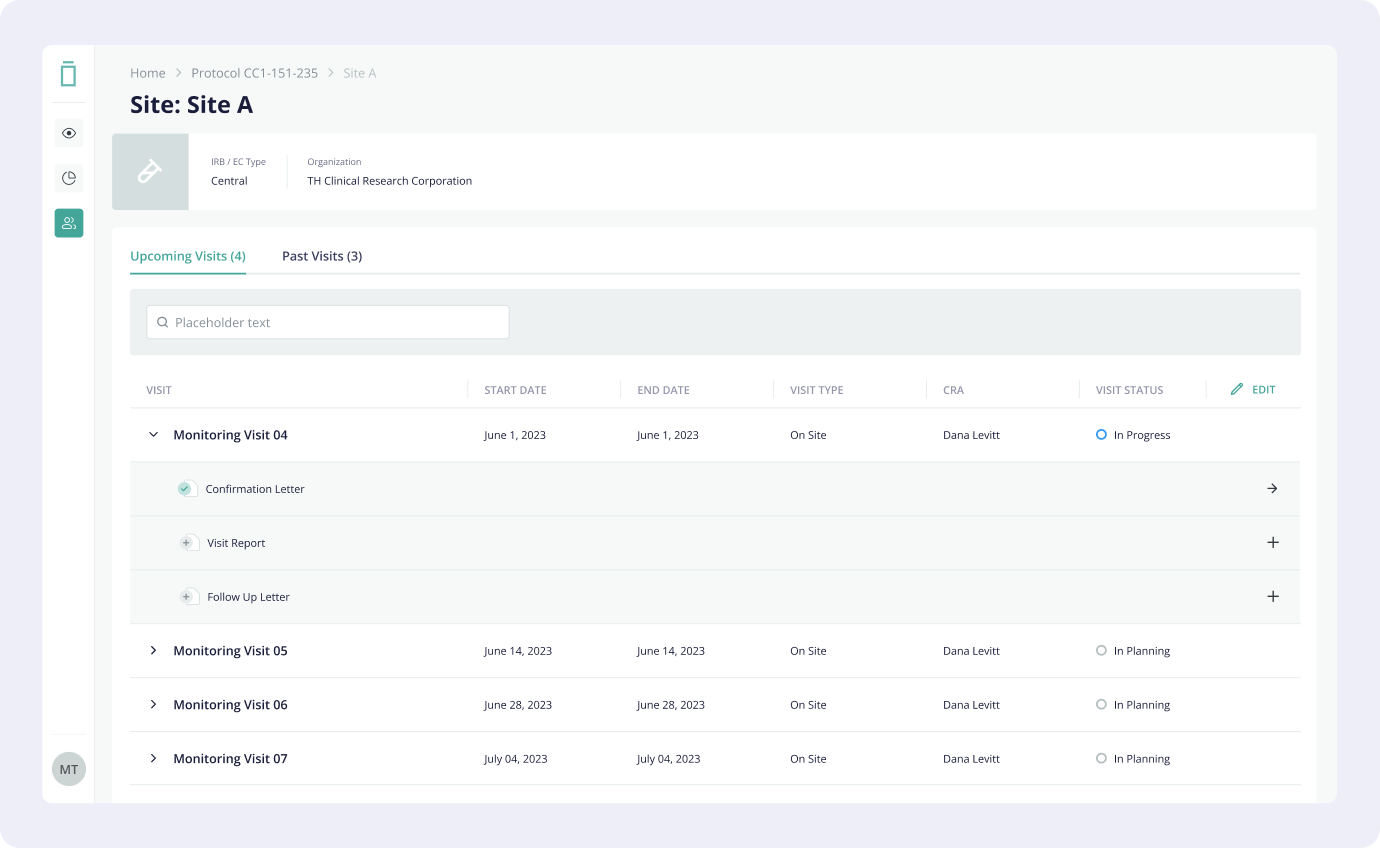 Home > Protocol CC1-151-235 > Site A
Site: Site A
IRB / EC Type Organization
Central TH Clinical Research Corporation
Upcoming Visits (4) Past Visits (3)
Placeholder text
VISIT START DATE END DATE VISIT TYPE CRA VISIT STATUS EDIT
Monitoring Visit 04 June 1, 2023 June 1, 2023 On Site Dana Levitt In Progress
Confirmation Letter
Visit Report
Follow Up Letter
Monitoring Visit 05 June 14, 2023 June 14, 2023 On Site Dana Levitt In Planning
Monitoring Visit 06 June 28, 2023 June 28, 2023 On Site Dana Levitt In Planning
Monitoring Visit 07 July 04, 2023 July 04, 2023 On Site Dana Levitt In Planning
MT